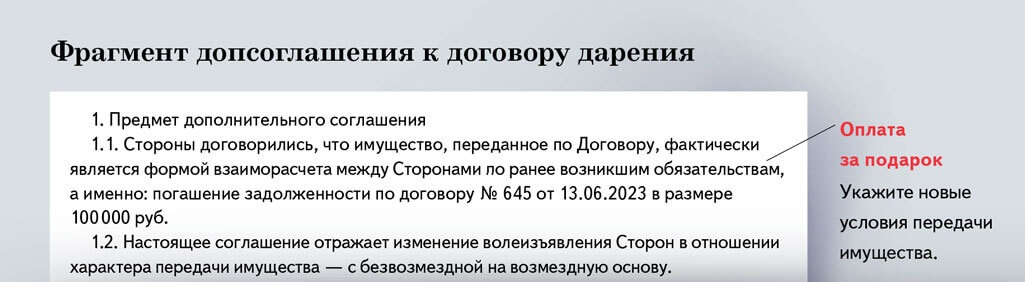 Фрагмент допсоглашения к договору дарения
1. Предмет дополнительного соглашения
1.1. Стороны договорились, что имущество, переданное по Договору, фактически
является формой взаиморасчета между Сторонами по ранее возникшим обязательствам,
а именно: погашение задолженности по договору № 645 от 13.06.2023 в размере
100 000 руб.
1.2. Настоящее соглашение отражает изменение волеизъявления Сторон в отношении
характера передачи имущества — с безвозмездной на возмездную основу.
Оплата
за подарок
Укажите новые
условия передачи
имущества.